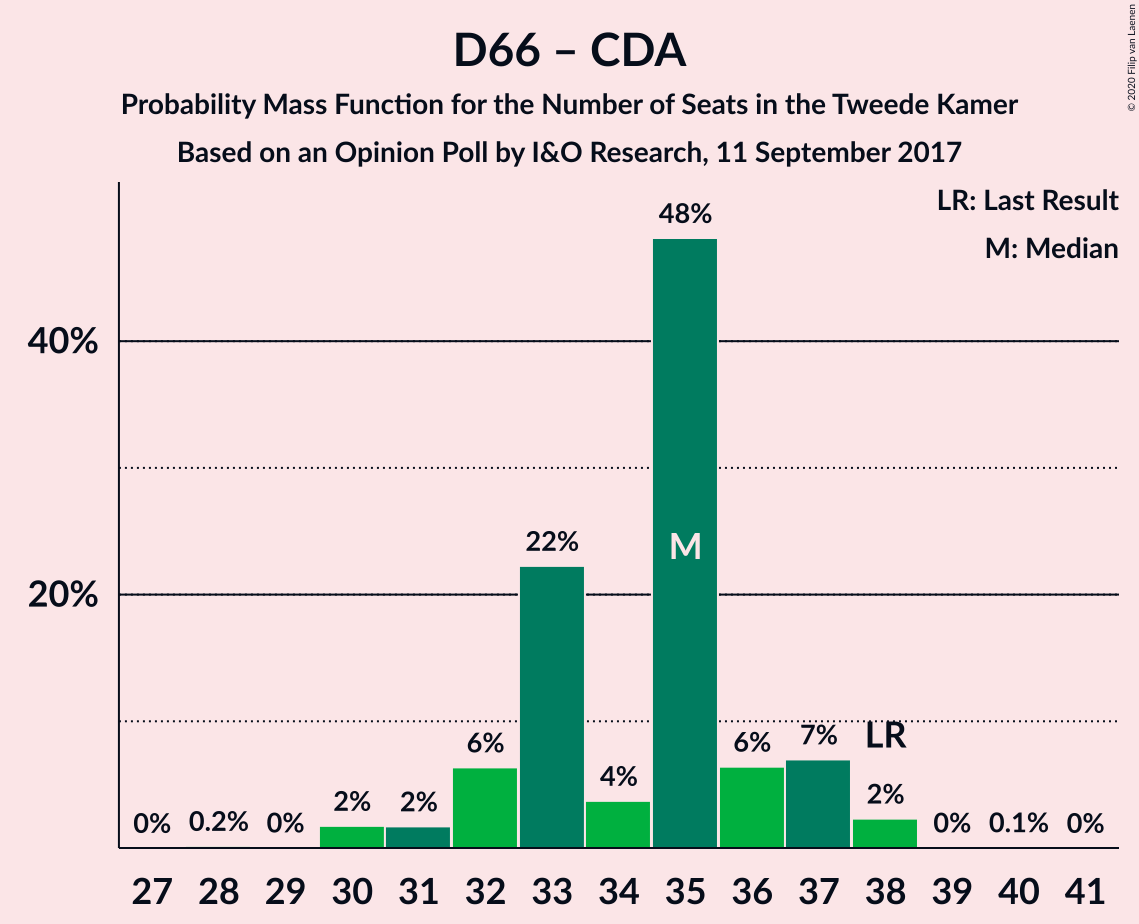 D66 – CDA
Probability Mass Function for the Number of Seats in the Tweede Kamer
Based on an Opinion Poll by I&O Research, 11 September 2017
© 2020 Filip van Laenen
LR: Last Result
M: Median
48%
40%
22%
M
20%
LR
7%
6%
6%
4%
2%
2%
2%
0%
0.2%
0%
0%
0.1%
0%
27 28 29 30 31 32 33 34 35 36 37 38 39 40 41